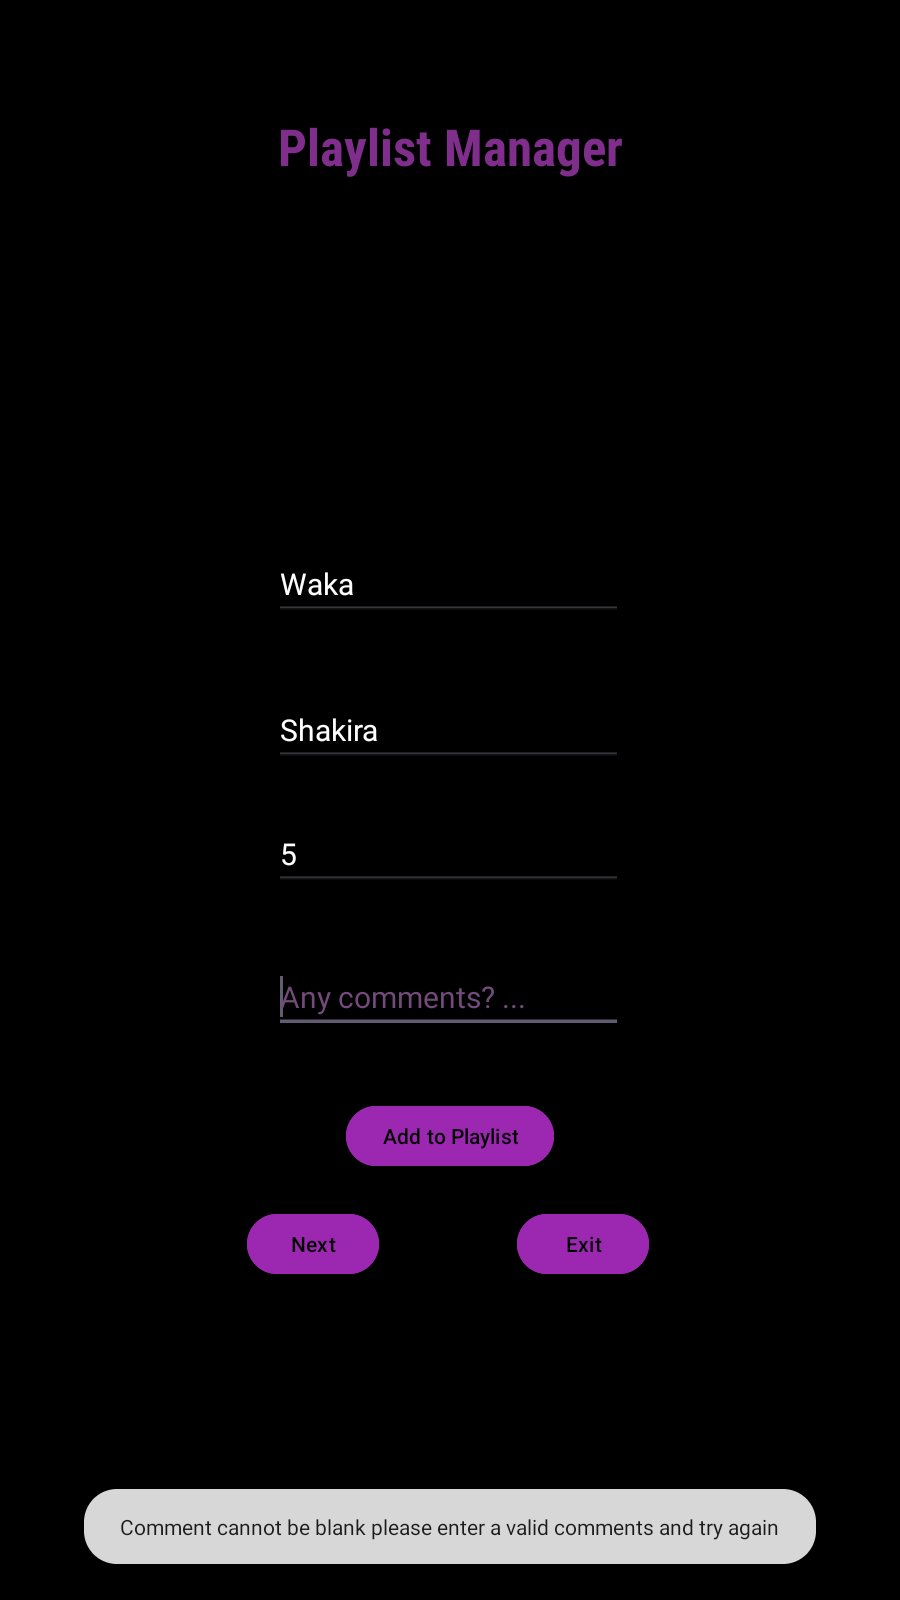 Playlist Manager
Waka
Shakira
5
Any comments? ...
Add to Playlist
Next
Exit
Comment cannot be blank please enter a valid comments and try again